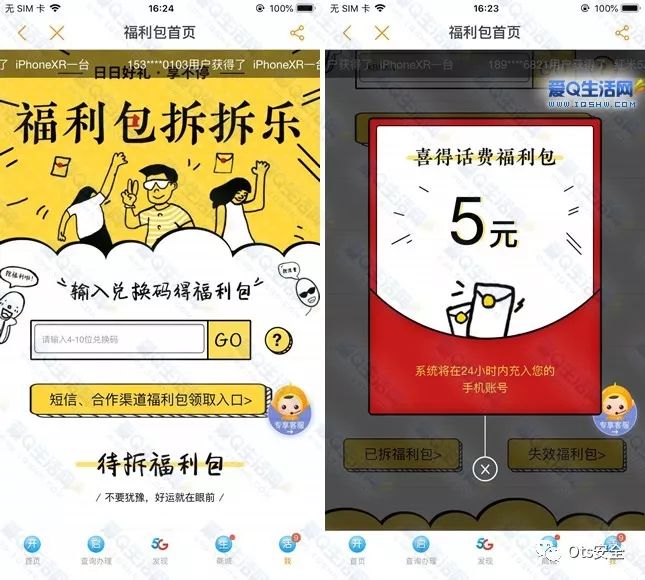 无 SIM 卡
16:24
100%
福利包首页
了 iPhoneXR一台
153****0103用户获得了 iPhoneXR一台
日日好礼·享不停
福利包拆拆乐
输入兑换码得福利包
请输入4-10位兑换码
GO
?
短信、合作渠道福利包领取入口>
专享客服
待拆福利包
/ 不要犹豫，好运就在眼前 /
首页
查询办理
5G
发现
商城
9
我
无 SIM 卡
16:23
100%
福利包首页
户获得了 iPhoneXR一台
189****6821用户获得了
爱Q生活网
www.iQSHW.com
喜得话费福利包
5元
系统将在24小时内充入您的
手机账号
专享客服
已拆福利包>
失效福利包>
首页
查询办理
5G
发现
商城
9
我
Ots安全